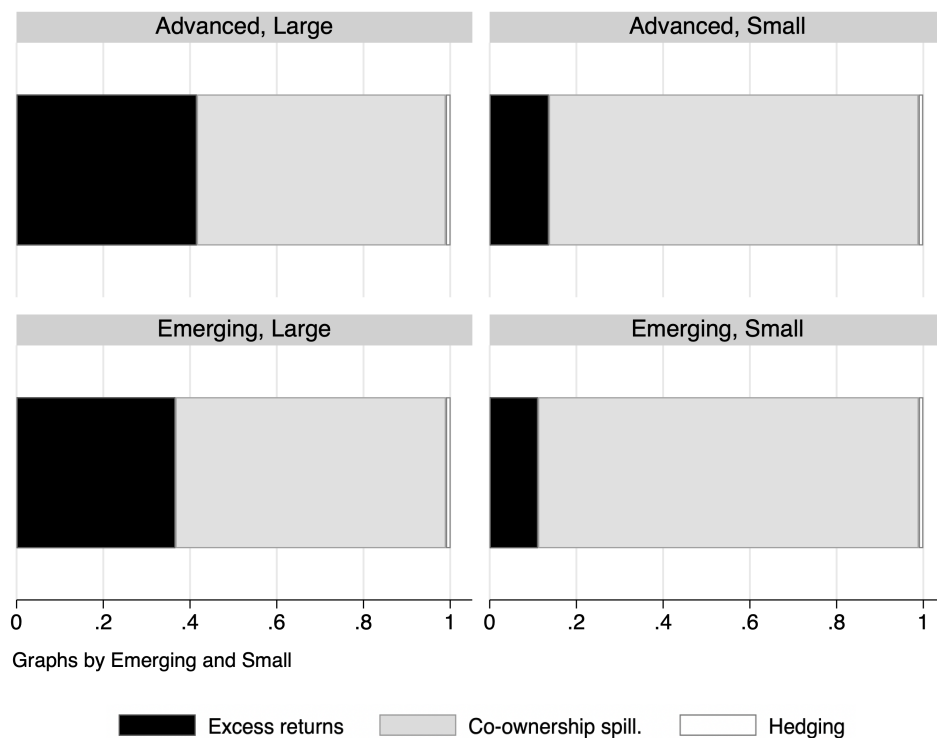 Advanced, Large
Advanced, Small
Emerging, Large
Emerging, Small
0 .2 .4 .6 .8 1
0 .2 .4 .6 .8 1
Graphs by Emerging and Small
Excess returns
Co-ownership spill.
Hedging